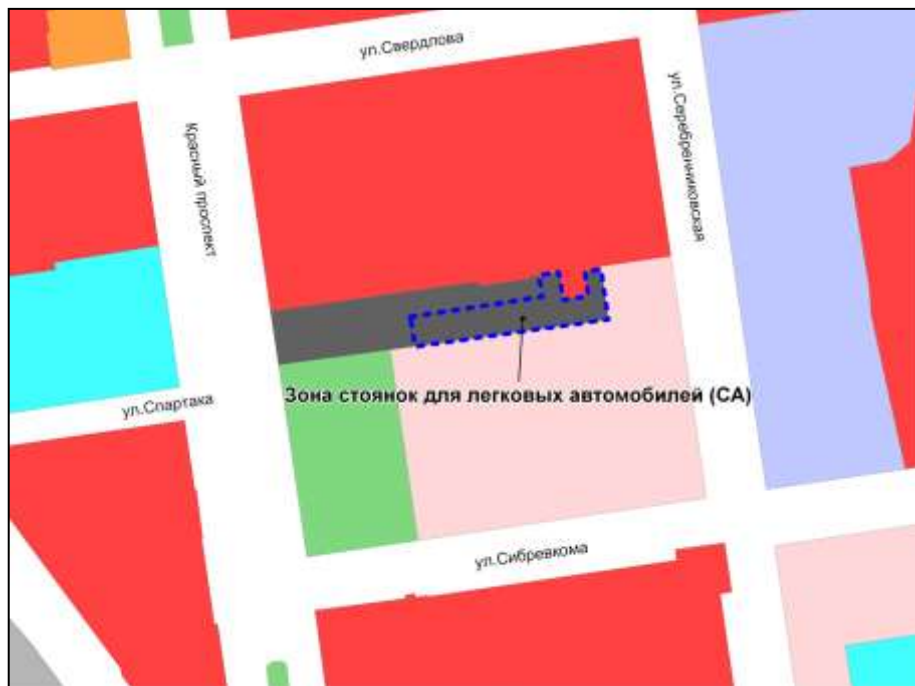 ул.Свердлова
Красный проспект
ул.Серебренниковская
Зона стоянок для легковых автомобилей (СА)
ул.Спартака
ул.Сибревкома